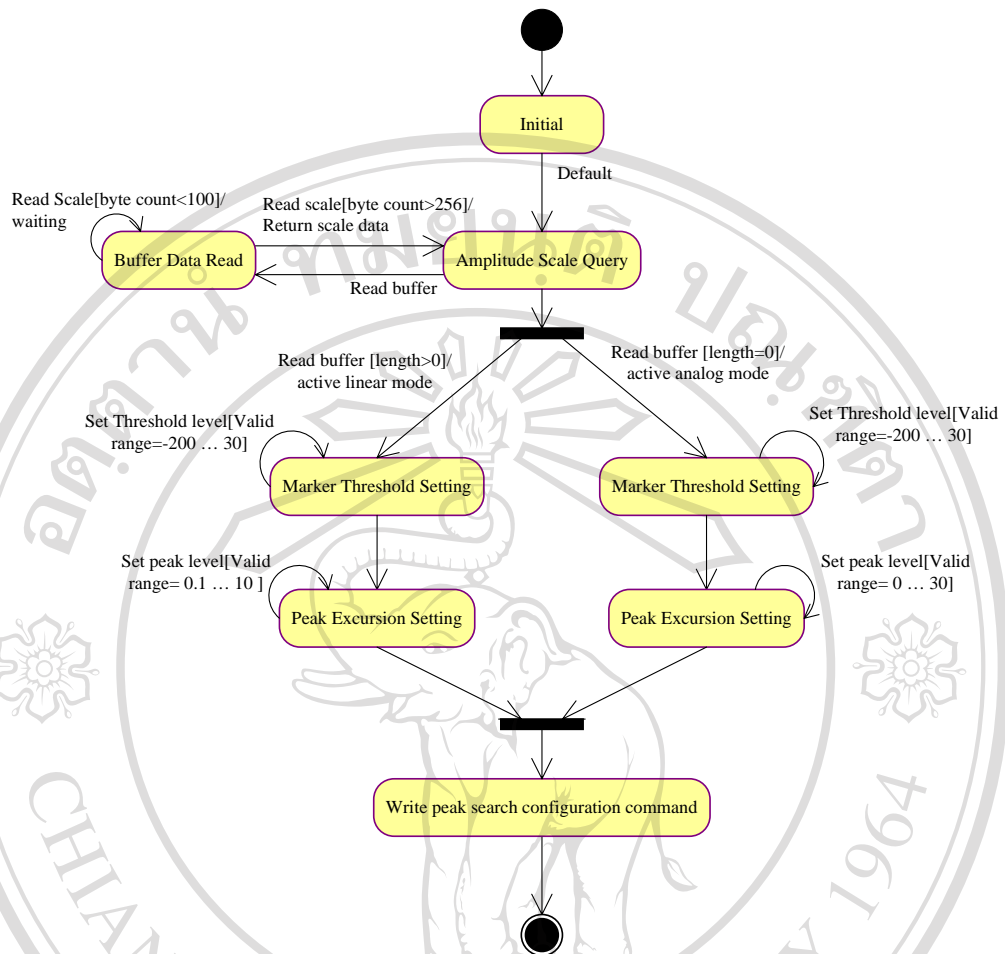 Initial
Default
Read Scale[byte count<100]/
waiting
Read scale[byte count>256]/
Return scale data
Buffer Data Read
Amplitude Scale Query
Read buffer
Read buffer [length>0]/
active linear mode
Read buffer [length=0]/
active analog mode
Set Threshold level[Valid
range=-200 … 30]
Set Threshold level[Valid
range=-200 … 30]
Marker Threshold Setting
Marker Threshold Setting
Set peak level[Valid
range= 0.1 … 10 ]
Set peak level[Valid
range= 0 … 30]
Peak Excursion Setting
Peak Excursion Setting
Write peak search configuration command
1964